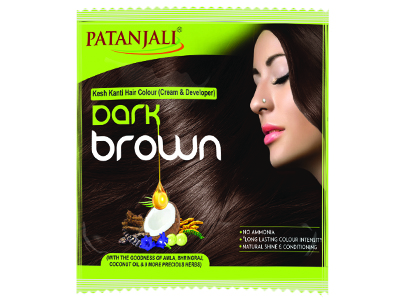 PATANJALI®
Kesh Kanti Hair Colour (Cream & Developer)
Dark
brown
• NO AMMONIA
• *LONG LASTING COLOUR INTENSITY
• NATURAL SHINE & CONDITIONING
(WITH THE GOODNESS OF AMLA, BHRINGRAJ,
COCONUT OIL & 6 MORE PRECIOUS HERBS)